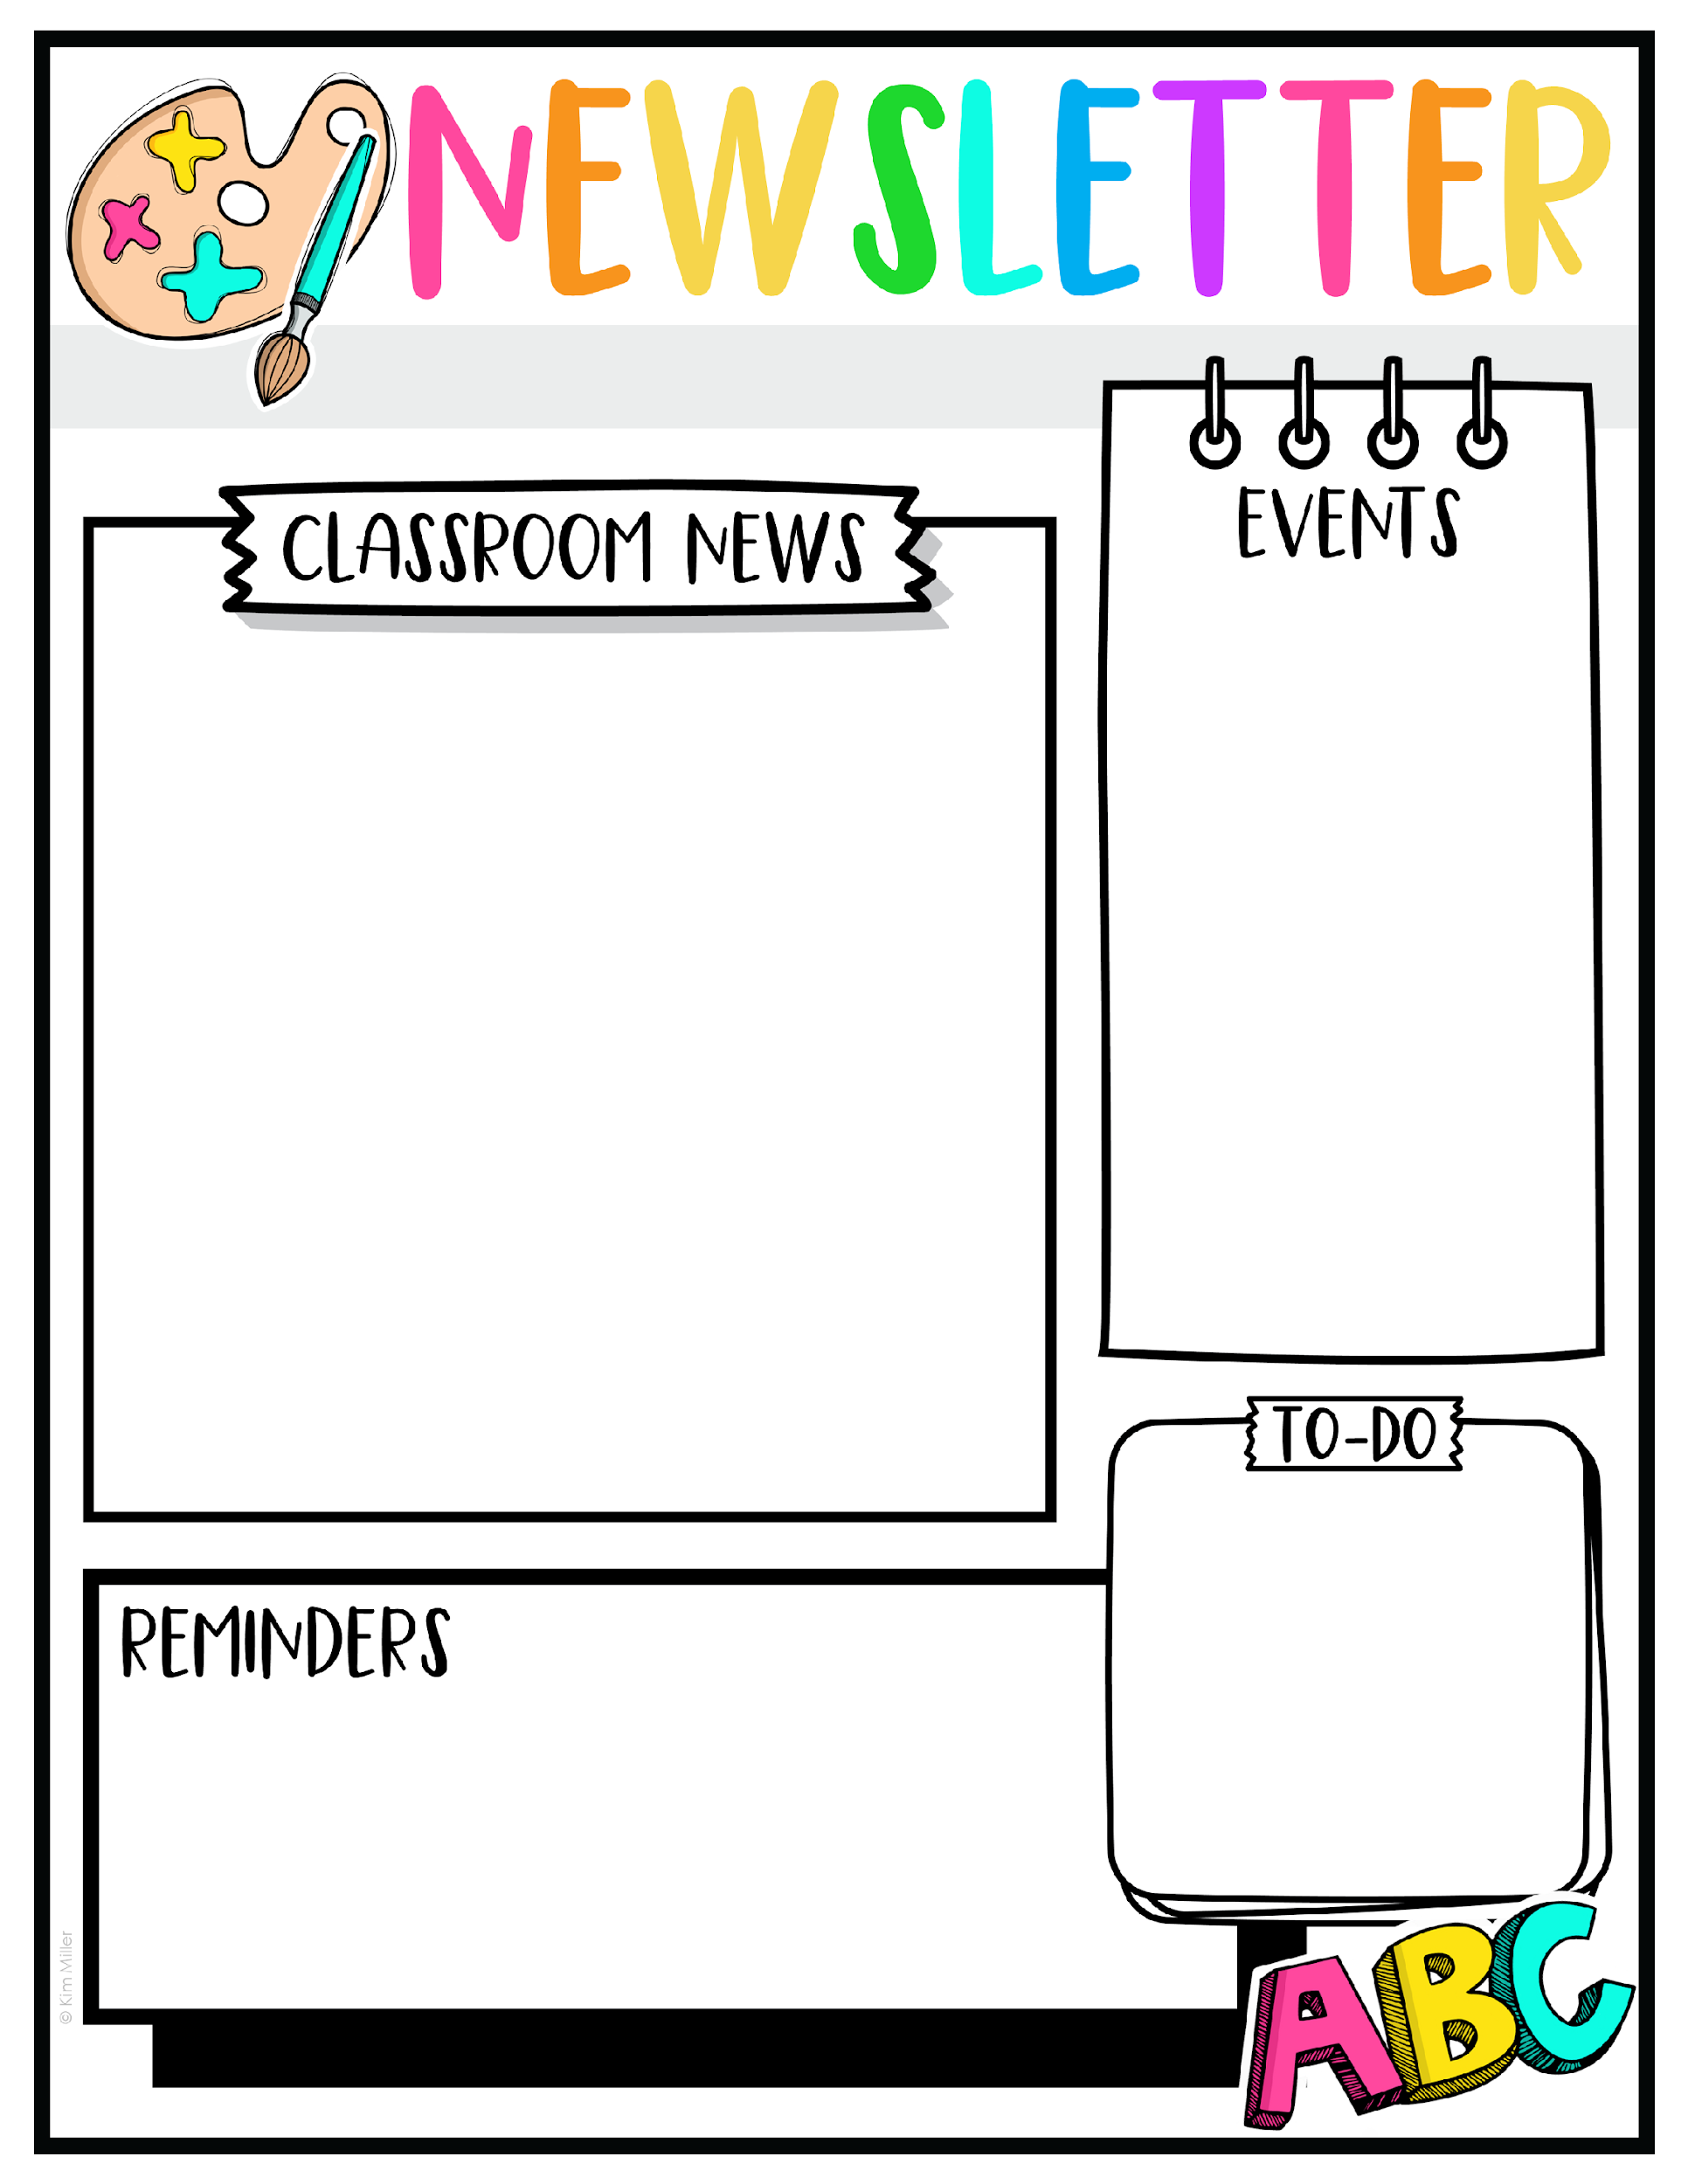 NEWSLETTER
CLASSROOM NEWS
EVENTS
TO-DO
REMINDERS
ABC
© Kim Miller